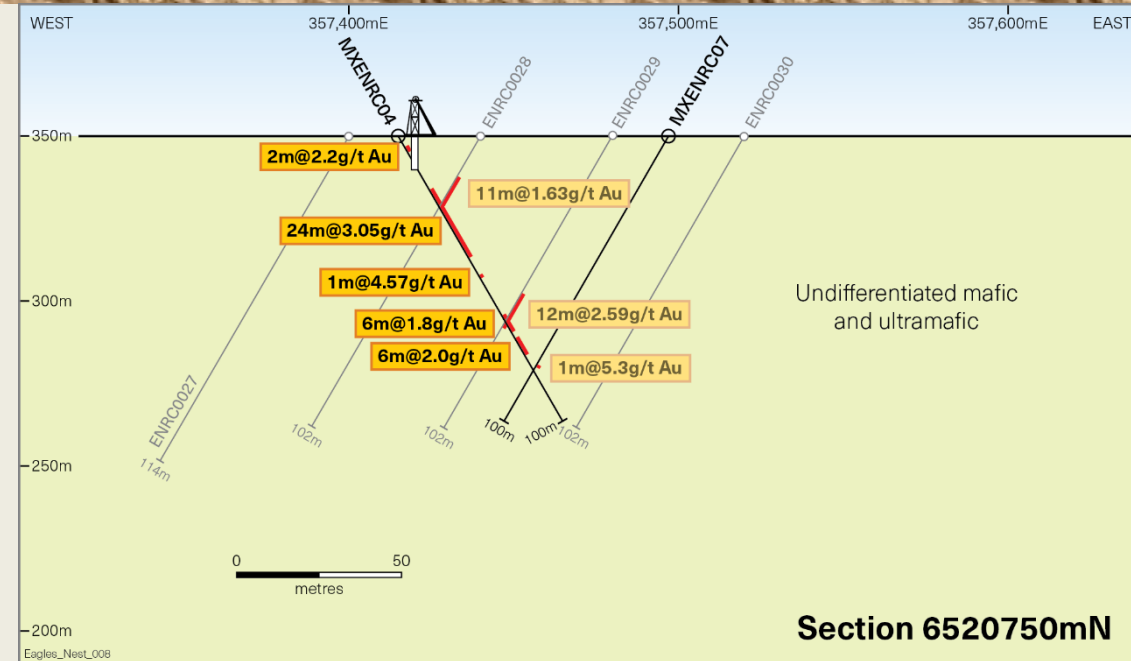 WEST
357,400mE
357,500mE
357,600mE
EAST
MXENRC04
ENRC0028
ENRC0029
MXENRC07
ENRC0030
350m
2m@2.2g/t Au
11m@1.63g/t Au
24m@3.05g/t Au
1m@4.57g/t Au
300m
Undifferentiated mafic
and ultramafic
12m@2.59g/t Au
6m@1.8g/t Au
6m@2.0g/t Au
1m@5.3g/t Au
ENRC0027
114m
102m
102m
100m
100m
102m
250m
0
50
metres
200m
Section 6520750mN
Eagles_Nest_008